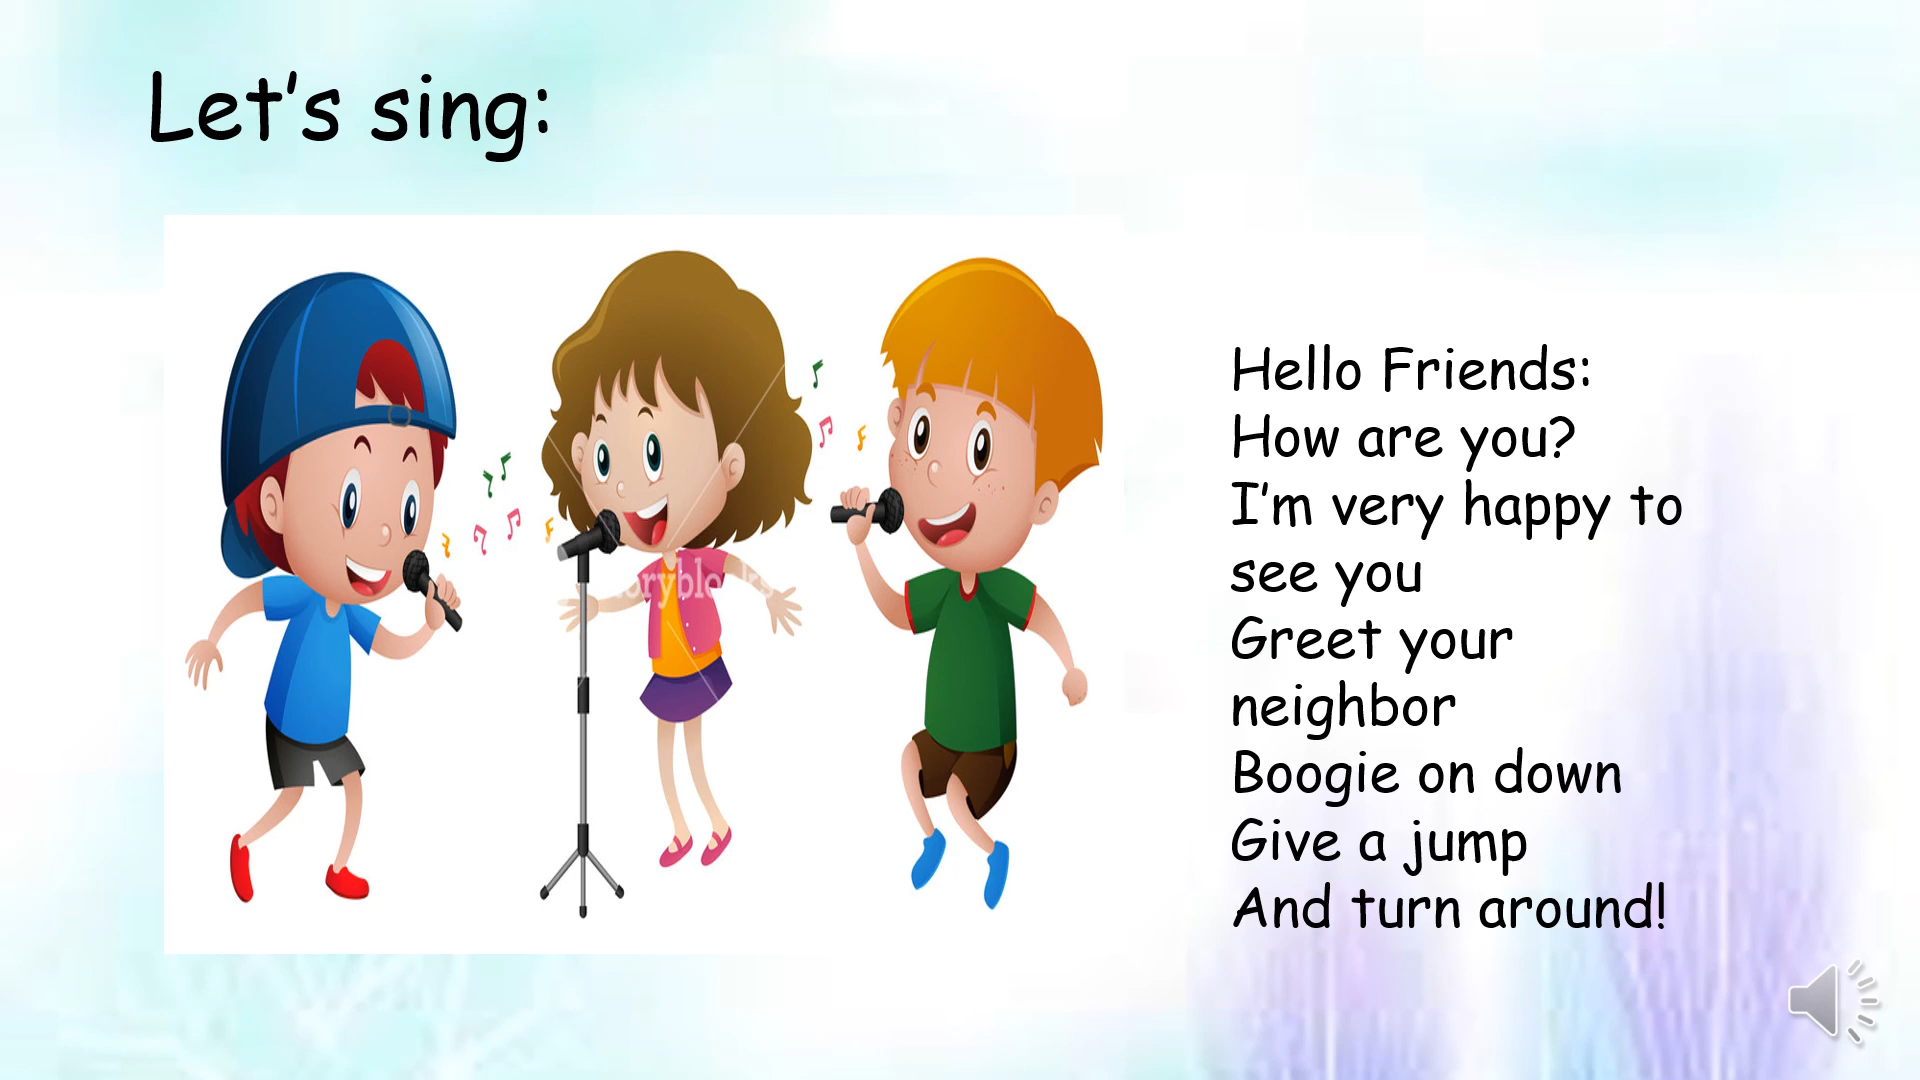 Let’s sing:
Hello Friends:
How are you?
I’m very happy to
see you
Greet your
neighbor
Boogie on down
Give a jump
And turn around!